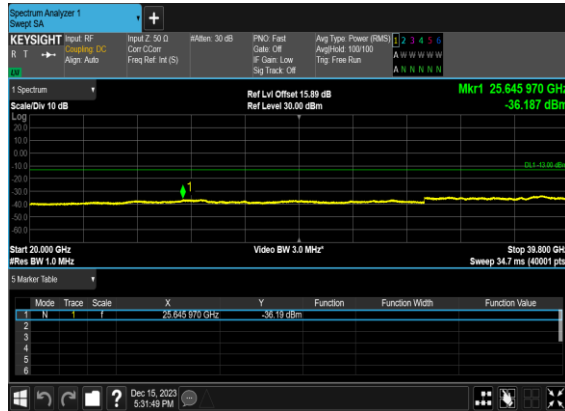 Spectrum Analyzer 1
Swept SA
+
KEYSIGHT Input: RF Input Z: 50 Ω #Atten: 30 dB PNO: Fast Avg Type: Power (RMS) 1 2 3 4 5 6
R T Coupling: DC Corr CCorr Gate: Off Avg|Hold: 100/100 A W W W W W
Align: Auto Freq Ref: Int (S) IF Gain: Low Trig: Free Run
Sig Track: Off A N N N N N
1 Spectrum
Ref Lvl Offset 15.89 dB Mkr1 25.645 970 GHz
Scale/Div 10 dB Ref Level 30.00 dBm -36.187 dBm
Log
20.0
10.0
0.00
-10.0 DL1 -13.00 dBm
-20.0
1
-30.0
-40.0
-50.0
-60.0
Start 20.000 GHz Video BW 3.0 MHz* Stop 39.800 GHz
#Res BW 1.0 MHz Sweep 34.7 ms (40001 pts)
5 Marker Table
Mode Trace Scale X Y Function Function Width Function Value
1 N 1 f 25.645 970 GHz -36.19 dBm
2
3
4
5
6
? Dec 15, 2023
5:31:49 PM